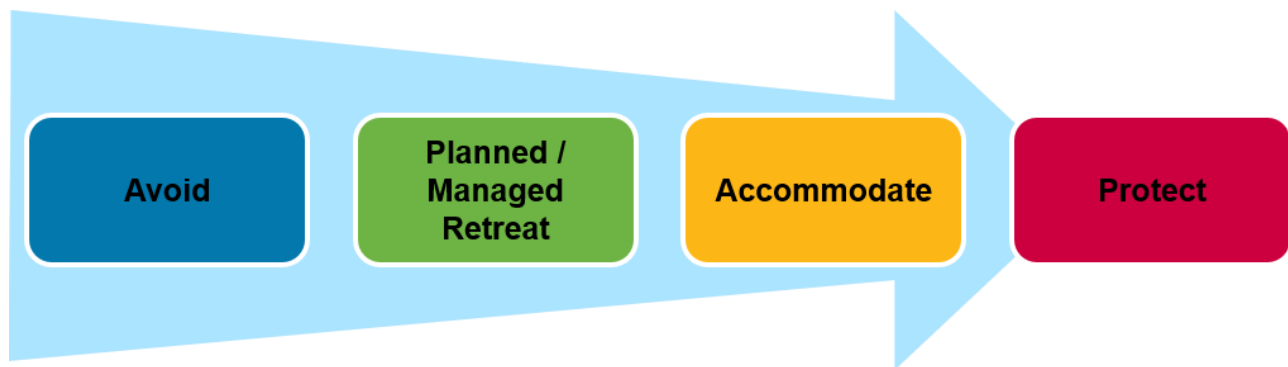 Avoid
Planned /
Managed
Retreat
Accommodate
Protect